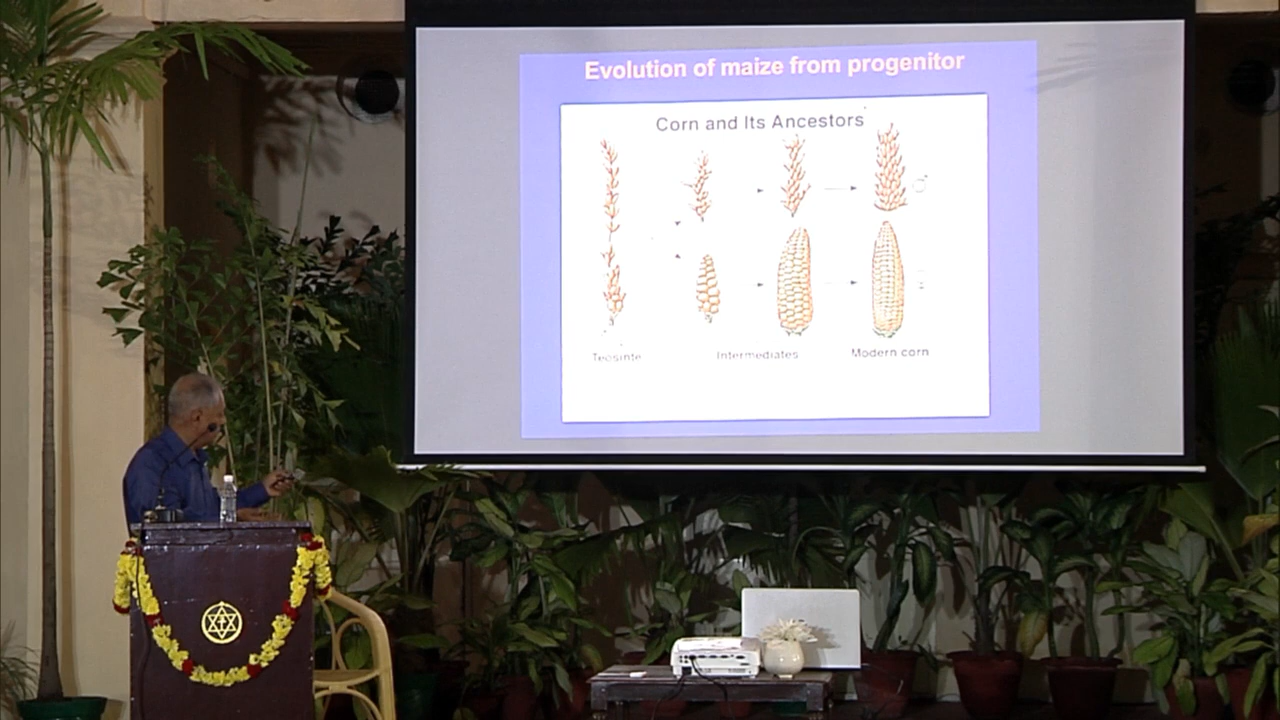 Evolution of maize from progenitor
Corn and Its Ancestors
Teosinte
Intermediates
Modern corn